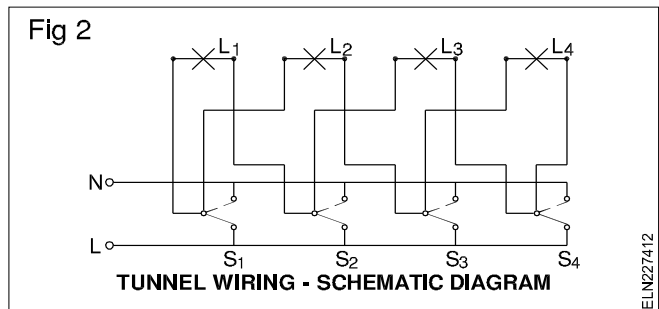 Fig 2
L1 L2 L3 L4
N
L
S1 S2 S3 S4
TUNNEL WIRING - SCHEMATIC DIAGRAM
ELN227412